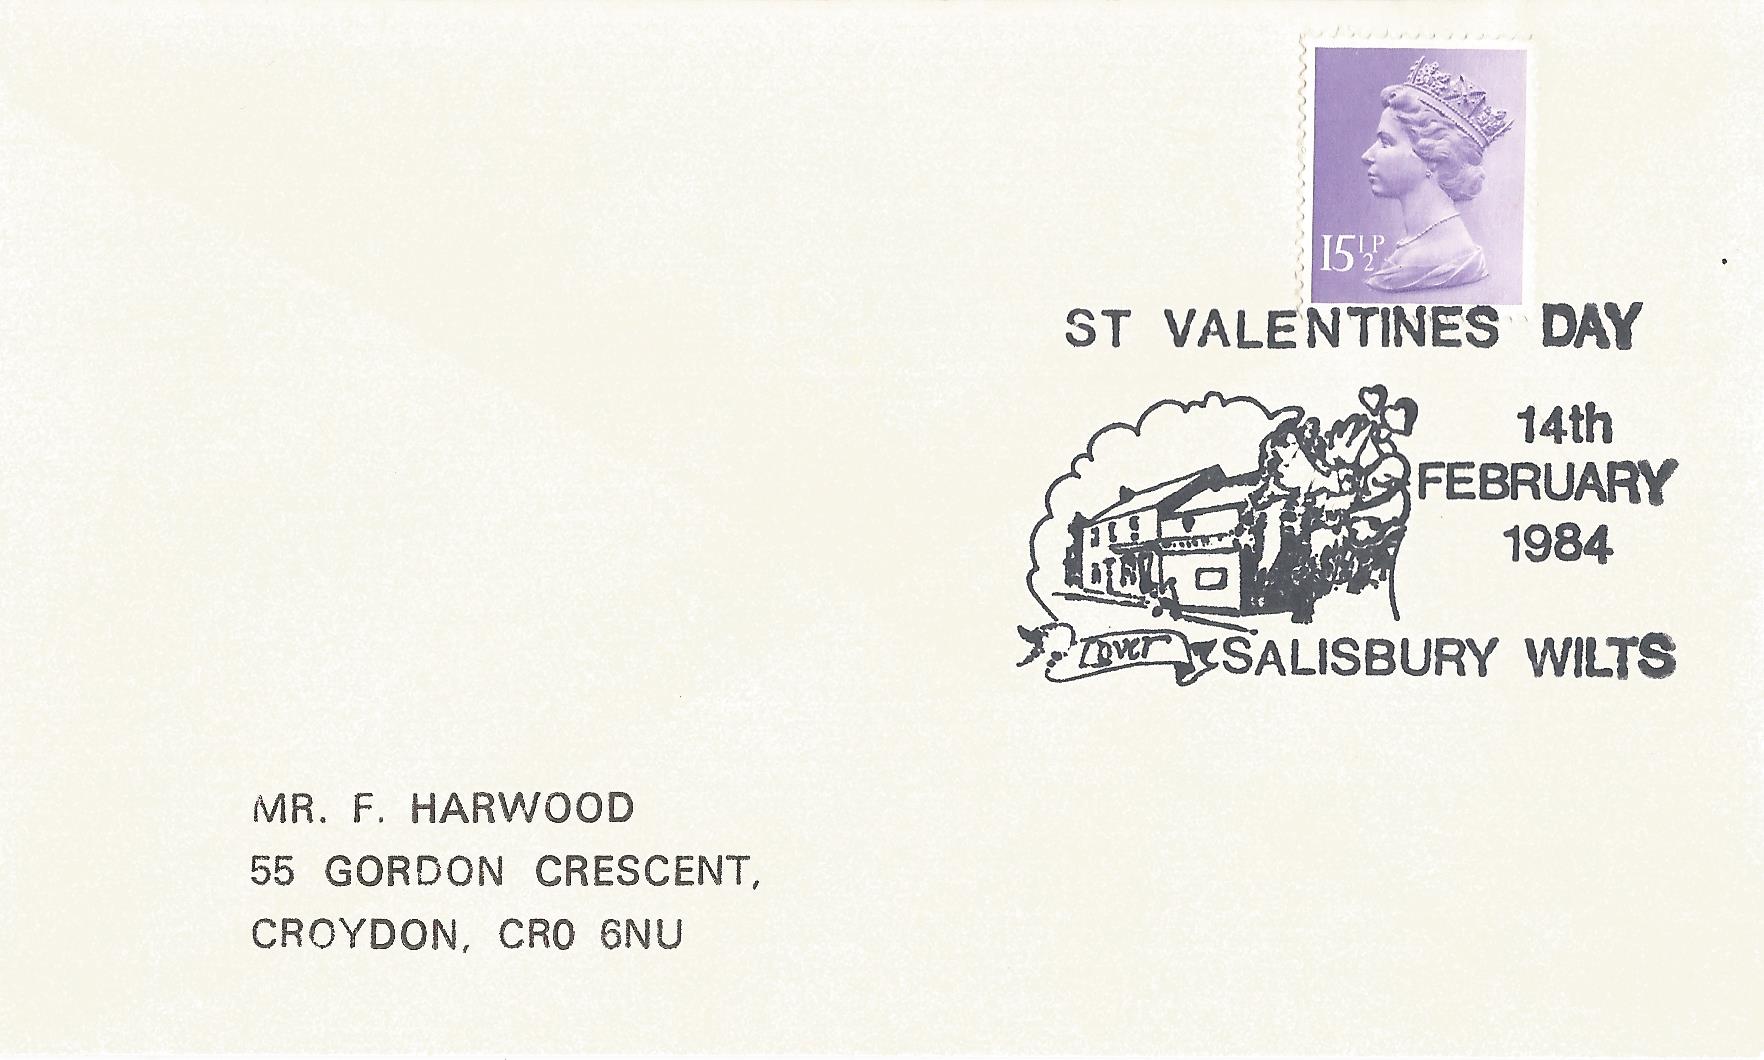 15½P
ST VALENTINES DAY
14th
FEBRUARY
1984
Lover SALISBURY WILTS
MR. F. HARWOOD
55 GORDON CRESCENT,
CROYDON, CR0 6NU